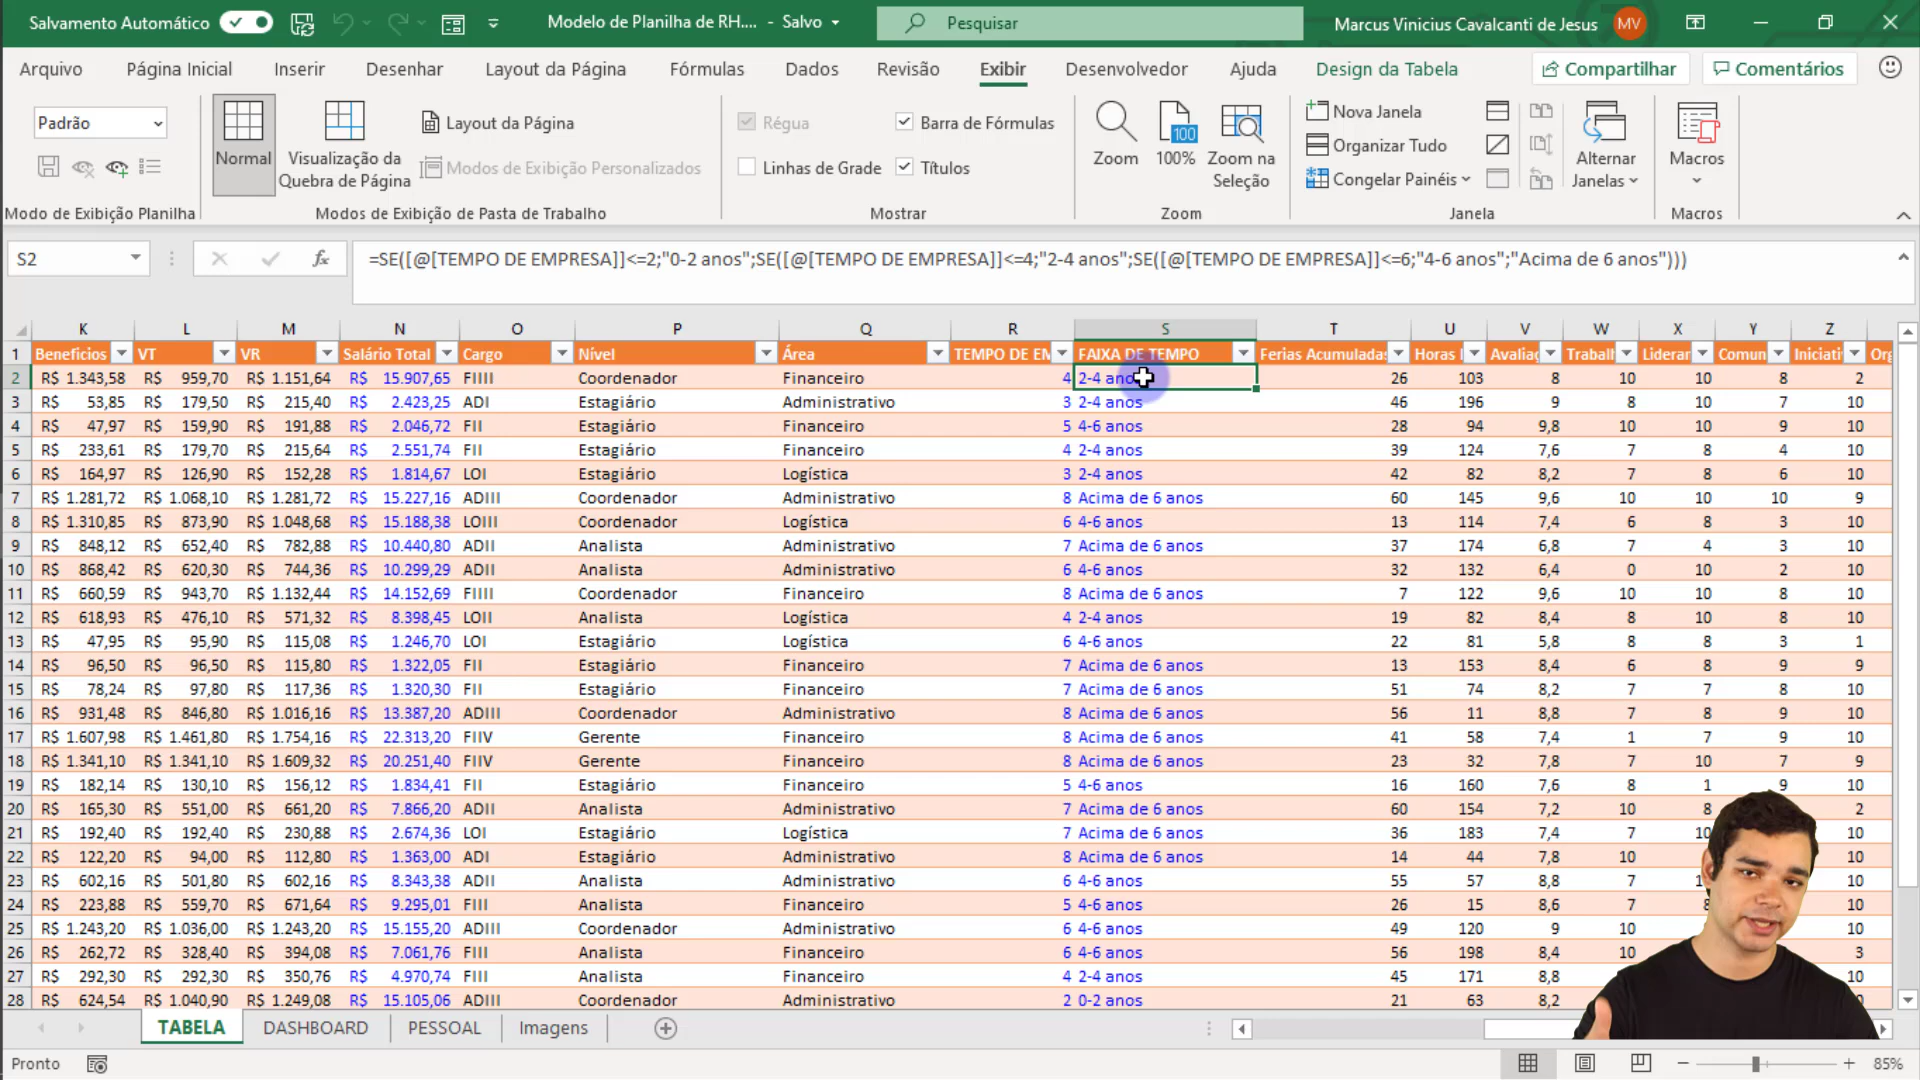 Salvamento Automático Modelo de Planilha de RH.... - Salvo Pesquisar Marcus Vinicius Cavalcanti de Jesus MV
Arquivo Página Inicial Inserir Desenhar Layout da Página Fórmulas Dados Revisão Exibir Desenvolvedor Ajuda Design da Tabela Compartilhar Comentários
Padrão Layout da Página Régua Barra de Fórmulas 100 Nova Janela
Normal Visualização da Quebra de Página Modos de Exibição Personalizados Linhas de Grade Títulos Zoom 100% Zoom na Seleção Organizar Tudo Congelar Painéis Alternar Janelas Macros
Modo de Exibição Planilha Modos de Exibição de Pasta de Trabalho Mostrar Zoom Janela Macros
S2 fx =SE([@[TEMPO DE EMPRESA]]<=2;"0-2 anos";SE([@[TEMPO DE EMPRESA]]<=4;"2-4 anos";SE([@[TEMPO DE EMPRESA]]<=6;"4-6 anos";"Acima de 6 anos")))
K L M N O P Q R S T U V W X Y Z
1 Beneficios VT VR Salário Total Cargo Nível Área TEMPO DE EM FAIXA DE TEMPO Ferias Acumuladas Horas Avaliaç Trabalh Lideran Comun Iniciativ Org
2 R$ 1.343,58 R$ 959,70 R$ 1.151,64 R$ 15.907,65 FIIII Coordenador Financeiro 4 2-4 anos 26 103 8 10 10 8 2
3 R$ 53,85 R$ 179,50 R$ 215,40 R$ 2.423,25 ADI Estagiário Administrativo 3 2-4 anos 46 196 9 8 10 7 10
4 R$ 47,97 R$ 159,90 R$ 191,88 R$ 2.046,72 FII Estagiário Financeiro 5 4-6 anos 28 94 9,8 10 10 9 10
5 R$ 233,61 R$ 179,70 R$ 215,64 R$ 2.551,74 FII Estagiário Financeiro 4 2-4 anos 39 124 7,6 7 8 4 10
6 R$ 164,97 R$ 126,90 R$ 152,28 R$ 1.814,67 LOI Estagiário Logística 3 2-4 anos 42 82 8,2 7 8 6 10
7 R$ 1.281,72 R$ 1.068,10 R$ 1.281,72 R$ 15.227,16 ADIII Coordenador Administrativo 8 Acima de 6 anos 60 145 9,6 10 10 10 9
8 R$ 1.310,85 R$ 873,90 R$ 1.048,68 R$ 15.188,38 LOIII Coordenador Logística 6 4-6 anos 13 114 7,4 6 8 3 10
9 R$ 848,12 R$ 652,40 R$ 782,88 R$ 10.440,80 ADII Analista Administrativo 7 Acima de 6 anos 37 174 6,8 7 4 3 10
10 R$ 868,42 R$ 620,30 R$ 744,36 R$ 10.299,29 ADII Analista Administrativo 6 4-6 anos 32 132 6,4 0 10 2 10
11 R$ 660,59 R$ 943,70 R$ 1.132,44 R$ 14.152,69 FIIII Coordenador Financeiro 8 Acima de 6 anos 7 122 9,6 10 10 8 10
12 R$ 618,93 R$ 476,10 R$ 571,32 R$ 8.398,45 LOII Analista Logística 4 2-4 anos 19 82 8,4 8 10 8 10
13 R$ 47,95 R$ 95,90 R$ 115,08 R$ 1.246,70 LOI Estagiário Logística 6 4-6 anos 22 81 5,8 8 8 3 1
14 R$ 96,50 R$ 96,50 R$ 115,80 R$ 1.322,05 FII Estagiário Financeiro 7 Acima de 6 anos 13 153 8,4 6 8 9 9
15 R$ 78,24 R$ 97,80 R$ 117,36 R$ 1.320,30 FII Estagiário Financeiro 7 Acima de 6 anos 51 74 8,2 7 7 8 10
16 R$ 931,48 R$ 846,80 R$ 1.016,16 R$ 13.387,20 ADIII Coordenador Administrativo 8 Acima de 6 anos 56 11 8,8 7 8 9 10
17 R$ 1.607,98 R$ 1.461,80 R$ 1.754,16 R$ 22.313,20 FIIV Gerente Financeiro 8 Acima de 6 anos 41 58 7,4 1 7 9 10
18 R$ 1.341,10 R$ 1.341,10 R$ 1.609,32 R$ 20.251,40 FIIV Gerente Financeiro 8 Acima de 6 anos 23 32 7,8 7 10 7 9
19 R$ 182,14 R$ 130,10 R$ 156,12 R$ 1.834,41 FII Estagiário Financeiro 5 4-6 anos 16 160 7,6 8 1 9 10
20 R$ 165,30 R$ 551,00 R$ 661,20 R$ 7.866,20 ADII Analista Administrativo 7 Acima de 6 anos 60 154 7,2 10 8 2
21 R$ 192,40 R$ 192,40 R$ 230,88 R$ 2.674,36 LOI Estagiário Logística 7 Acima de 6 anos 36 183 7,4 7 10 10
22 R$ 122,20 R$ 94,00 R$ 112,80 R$ 1.363,00 ADI Estagiário Administrativo 8 Acima de 6 anos 14 44 7,8 10 10
23 R$ 602,16 R$ 501,80 R$ 602,16 R$ 8.343,38 ADII Analista Administrativo 6 4-6 anos 55 57 8,8 7 10
24 R$ 223,88 R$ 559,70 R$ 671,64 R$ 9.295,01 FIII Analista Financeiro 5 4-6 anos 26 15 8,6 7 10
25 R$ 1.243,20 R$ 1.036,00 R$ 1.243,20 R$ 15.155,20 ADIII Coordenador Administrativo 6 4-6 anos 49 120 9 10 10
26 R$ 262,72 R$ 328,40 R$ 394,08 R$ 7.061,76 FIII Analista Financeiro 6 4-6 anos 56 198 8,4 10 3
27 R$ 292,30 R$ 292,30 R$ 350,76 R$ 4.970,74 FIII Analista Financeiro 4 2-4 anos 45 171 8,8 10
28 R$ 624,54 R$ 1.040,90 R$ 1.249,08 R$ 15.105,06 ADIII Coordenador Administrativo 2 0-2 anos 21 63 8,2
TABELA DASHBOARD PESSOAL Imagens
Pronto 85%